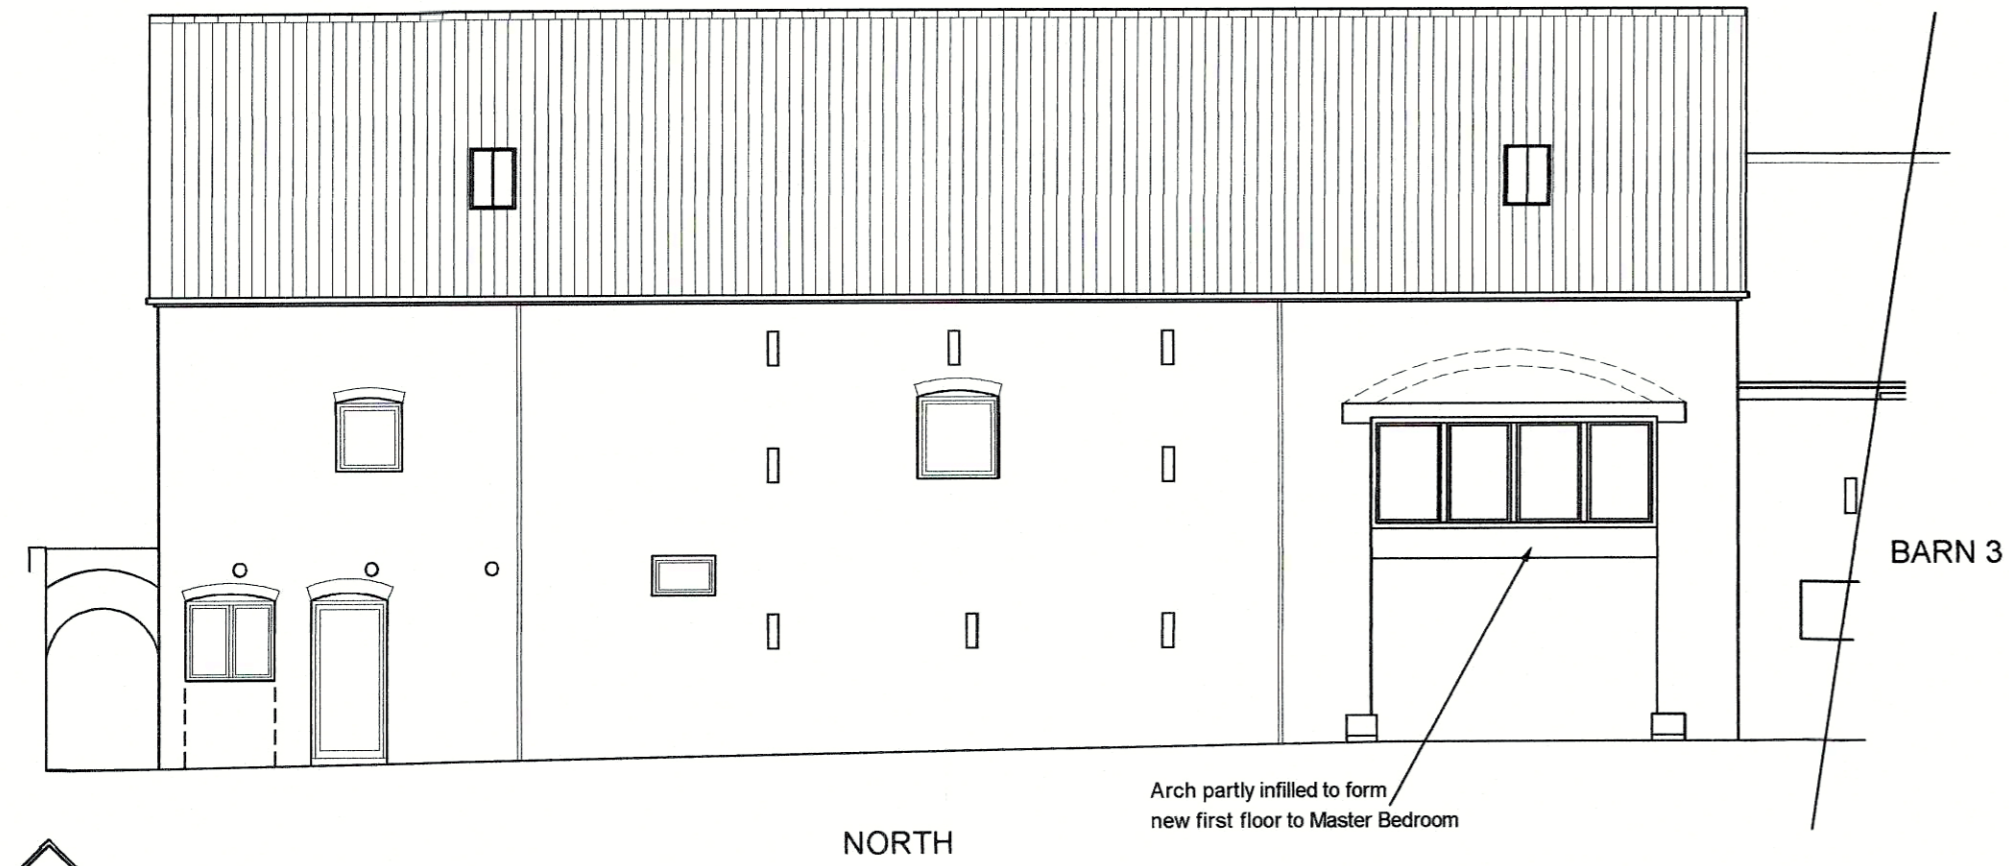 BARN 3
Arch partly infilled to form
new first floor to Master Bedroom
NORTH